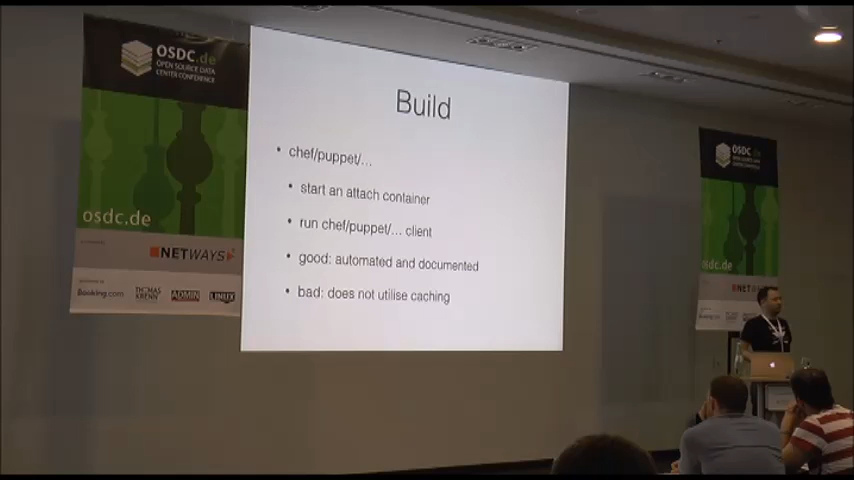 OSDC.de
OPEN SOURCE DATA
CENTER CONFERENCE
osdc.de
NETWAYS
Booking.com
THOMAS
KRENN
ADMIN
LINUX
Build
• chef/puppet/...
• start an attach container
• run chef/puppet/... client
• good: automated and documented
• bad: does not utilise caching
OSDC.de
osdc.de